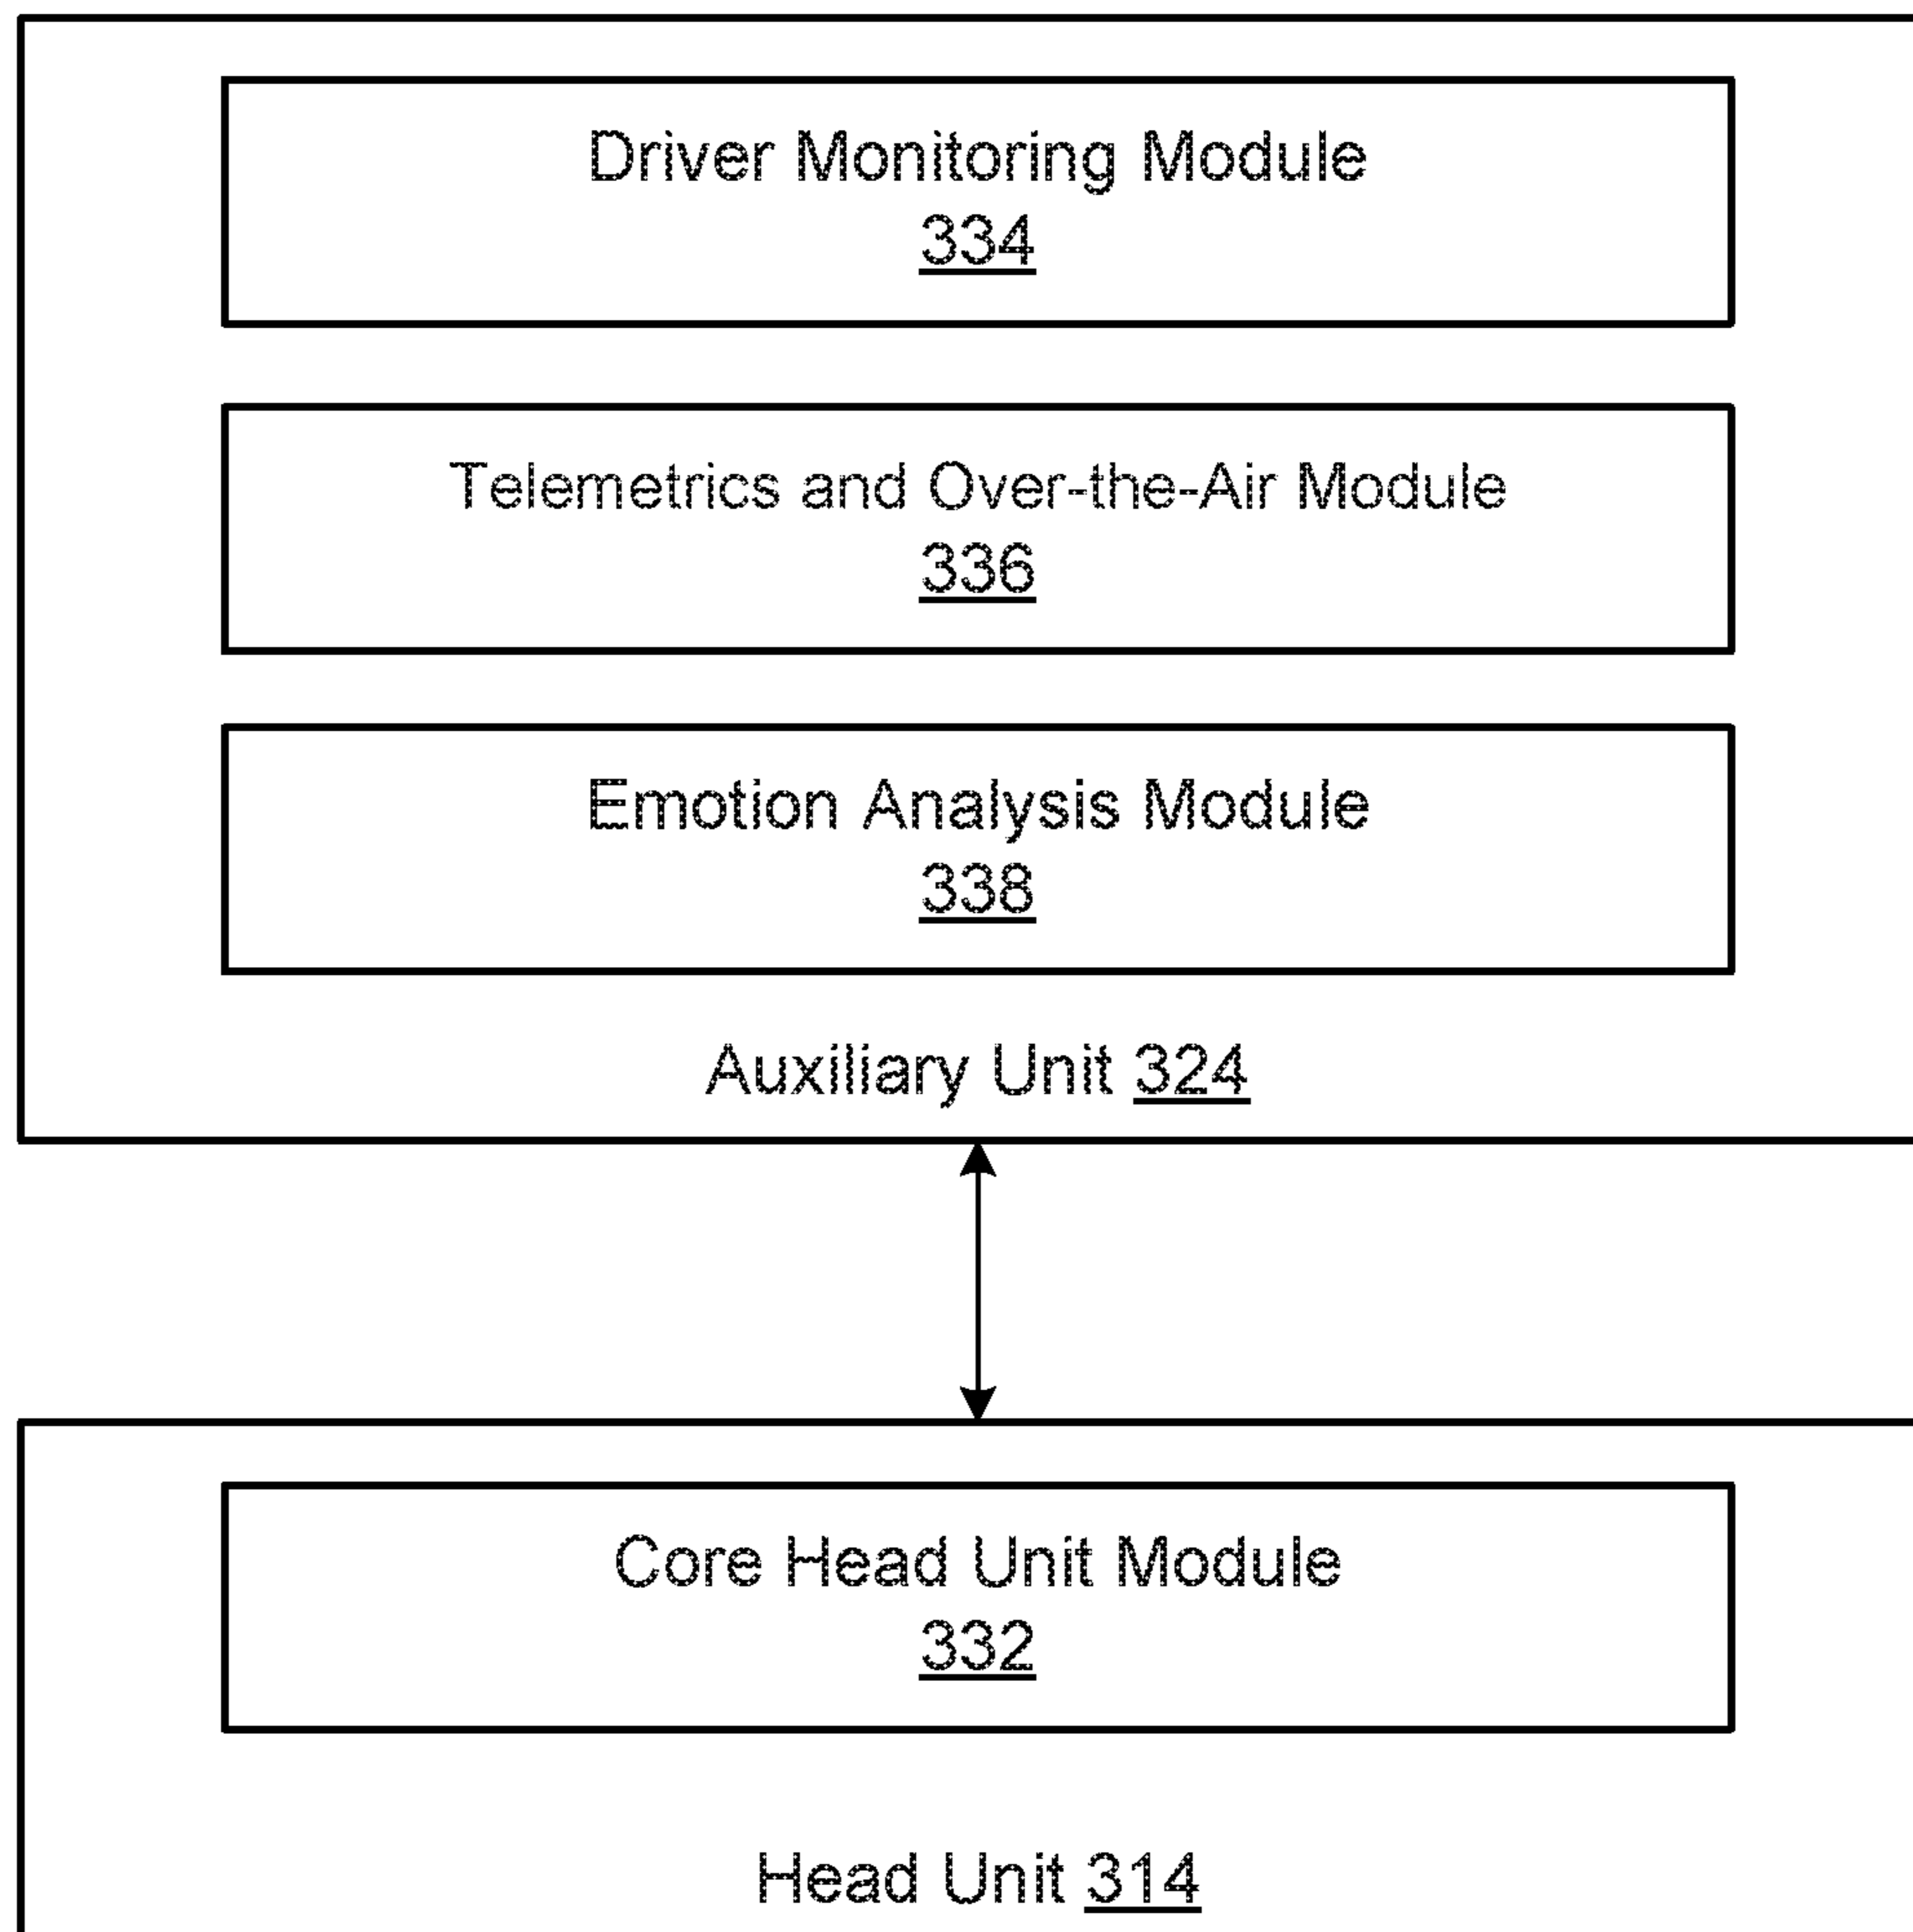 Driver Monitoring Module
334
Telemetrics and Over-the-Air Module
336
Emotion Analysis Module
338
Auxiliary Unit 324
Core Head Unit Module
332
Head Unit 314